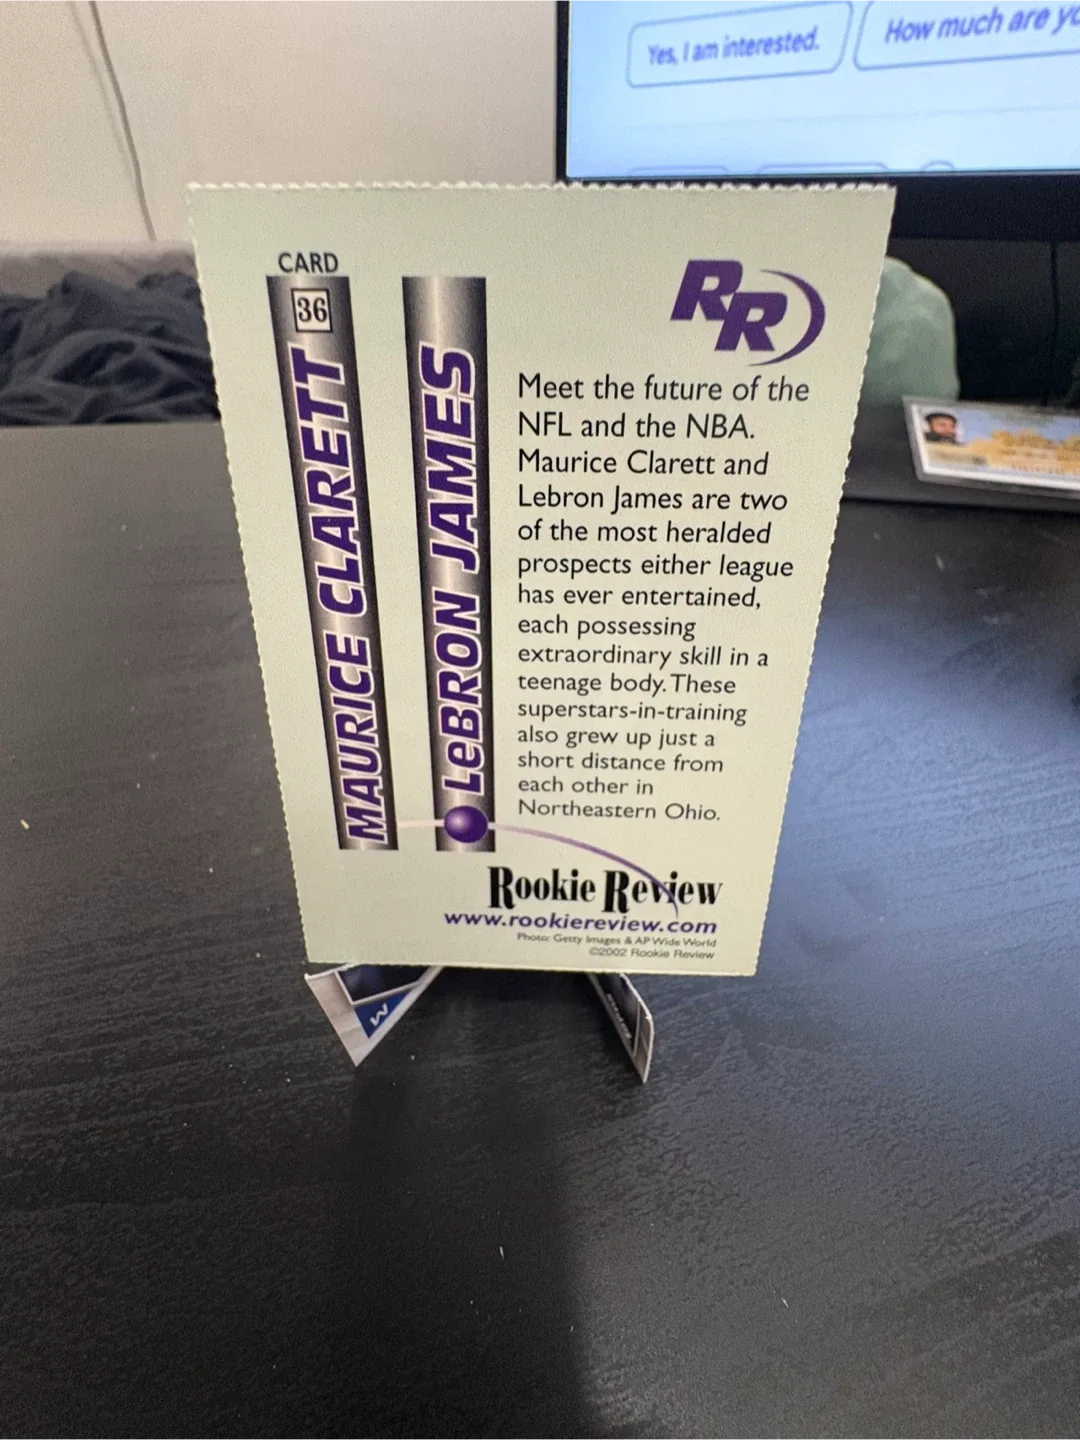 Yes, I am interested.
How much are yo
CARD
36
MAURICE CLARETT
LeBRON JAMES
RR
Meet the future of the
NFL and the NBA.
Maurice Clarett and
Lebron James are two
of the most heralded
prospects either league
has ever entertained,
each possessing
extraordinary skill in a
teenage body. These
superstars-in-training
also grew up just a
short distance from
each other in
Northeastern Ohio.
Rookie Review
www.rookiereview.com
Photo: Getty Images & AP Wide World
©2002 Rookie Review